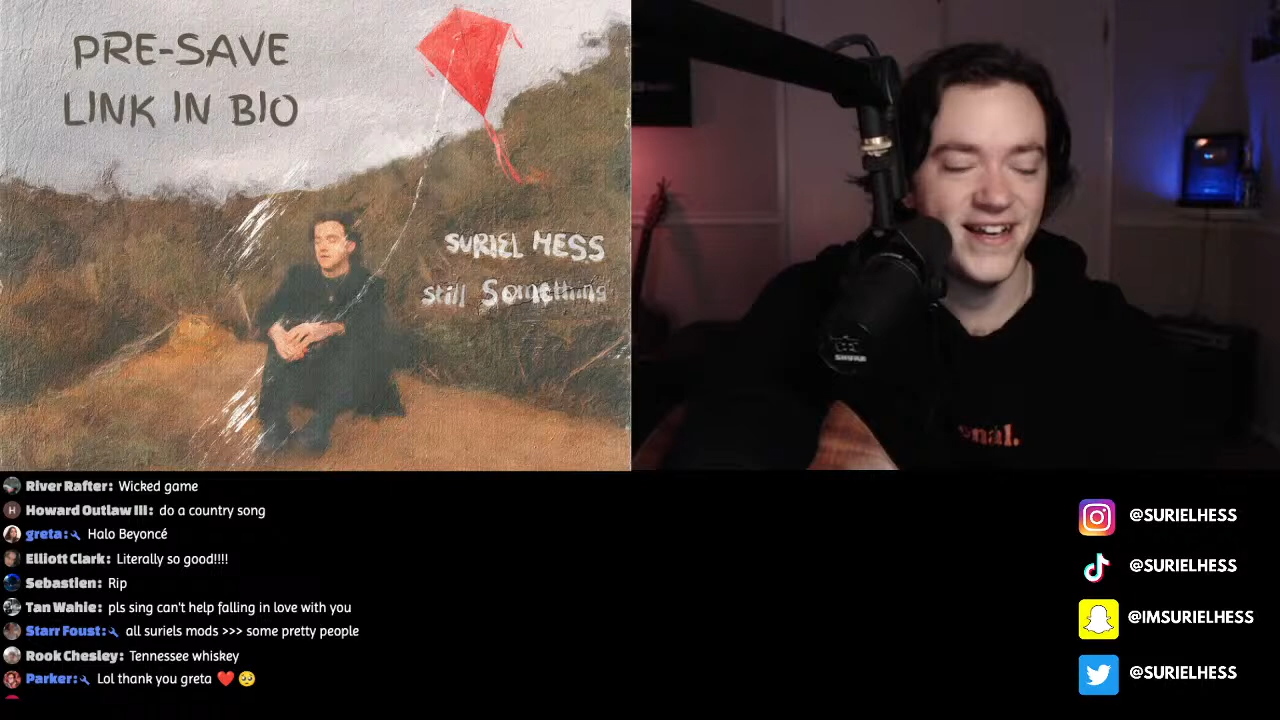 PRE-SAVE
LINK IN BIO
SURIEL HESS
Still Something
SHURE
onal.
River Rafter: Wicked game
Howard Outlaw III: do a country song
greta: Halo Beyoncé
Elliott Clark: Literally so good!!!!
Sebastien: Rip
Tan Wahle: pls sing can't help falling in love with you
Starr Foust: all suriels mods >>> some pretty people
Rook Chesley: Tennessee whiskey
Parker: Lol thank you greta ❤️ 🥺
@SURIELHESS
@SURIELHESS
@IMSURIELHESS
@SURIELHESS